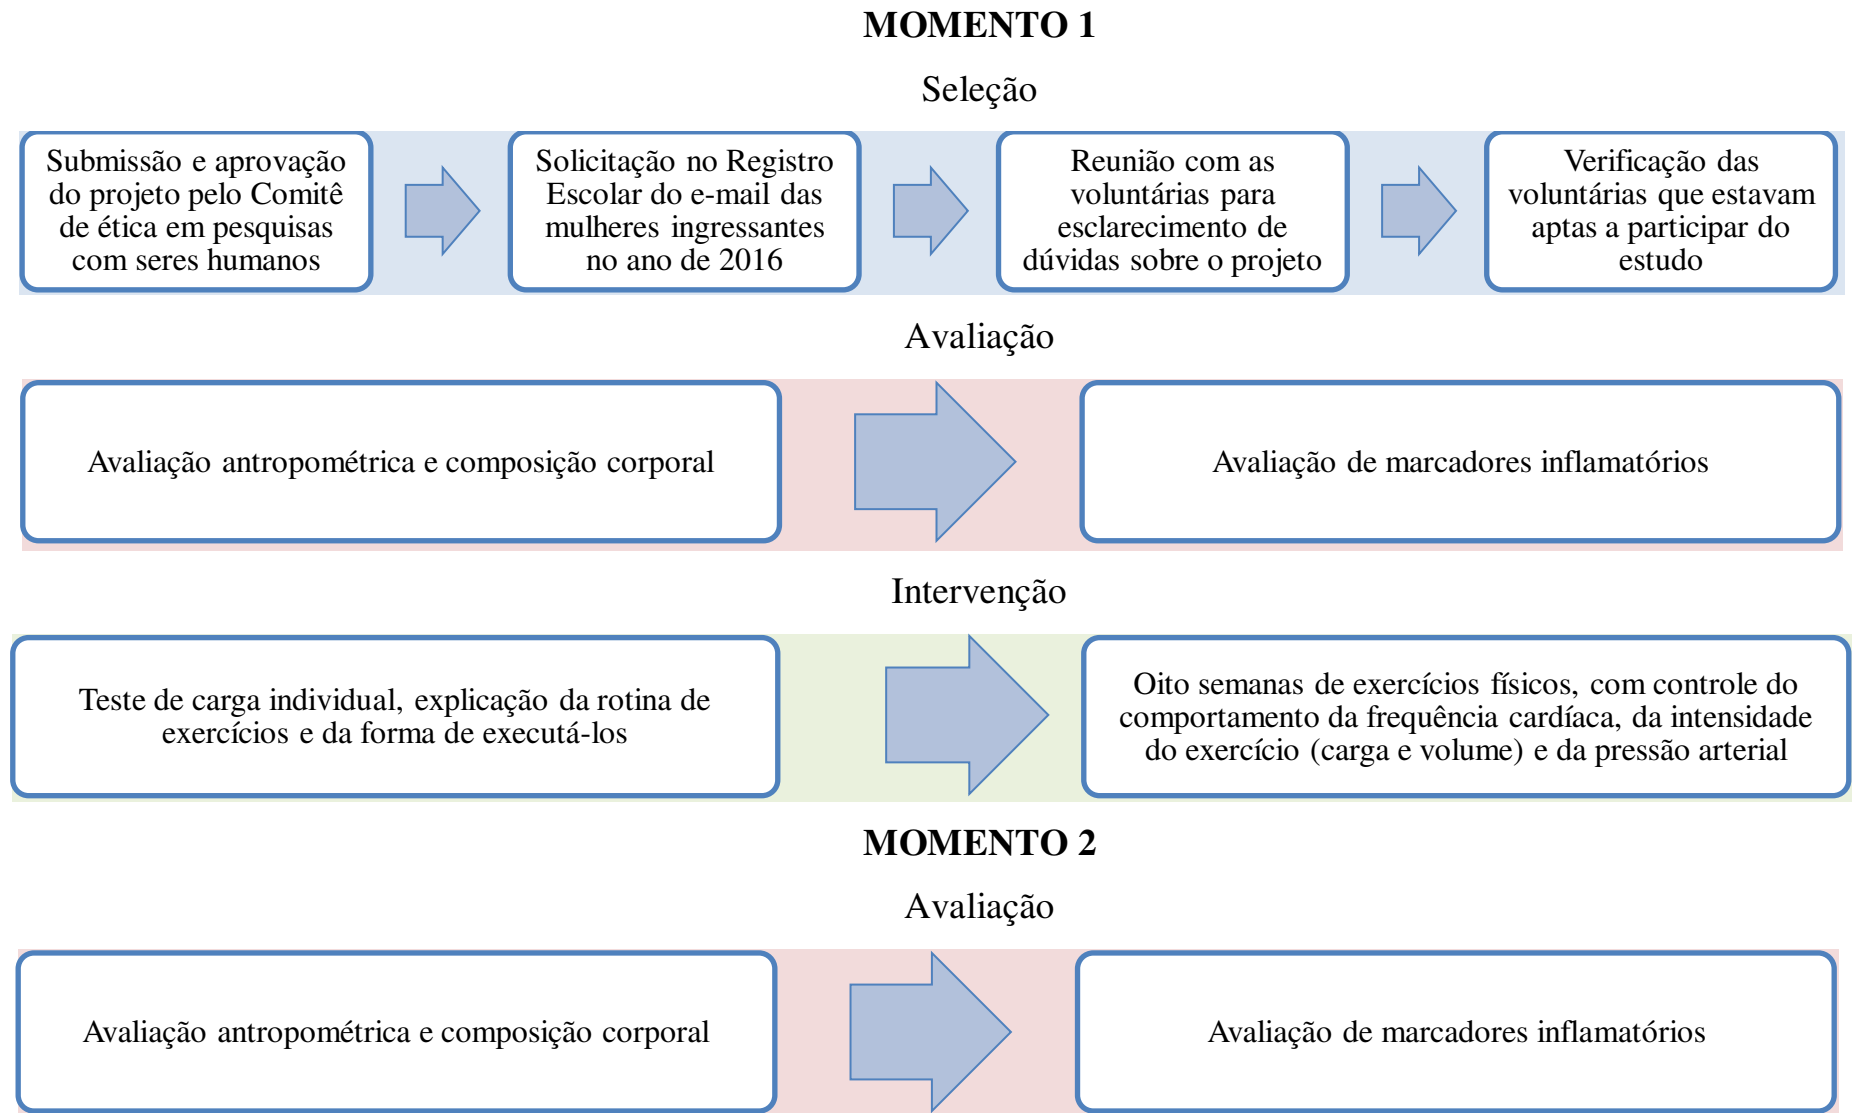 MOMENTO 1
Seleção
Submissão e aprovação
do projeto pelo Comitê
de ética em pesquisas
com seres humanos
Solicitação no Registro
Escolar do e-mail das
mulheres ingressantes
no ano de 2016
Reunião com as
voluntárias para
esclarecimento de
dúvidas sobre o projeto
Verificação das
voluntárias que estavam
aptas a participar do
estudo
Avaliação
Avaliação antropométrica e composição corporal
Avaliação de marcadores inflamatórios
Intervenção
Teste de carga individual, explicação da rotina de
exercícios e da forma de executá-los
Oito semanas de exercícios físicos, com controle do
comportamento da frequência cardíaca, da intensidade
do exercício (carga e volume) e da pressão arterial
MOMENTO 2
Avaliação
Avaliação antropométrica e composição corporal
Avaliação de marcadores inflamatórios